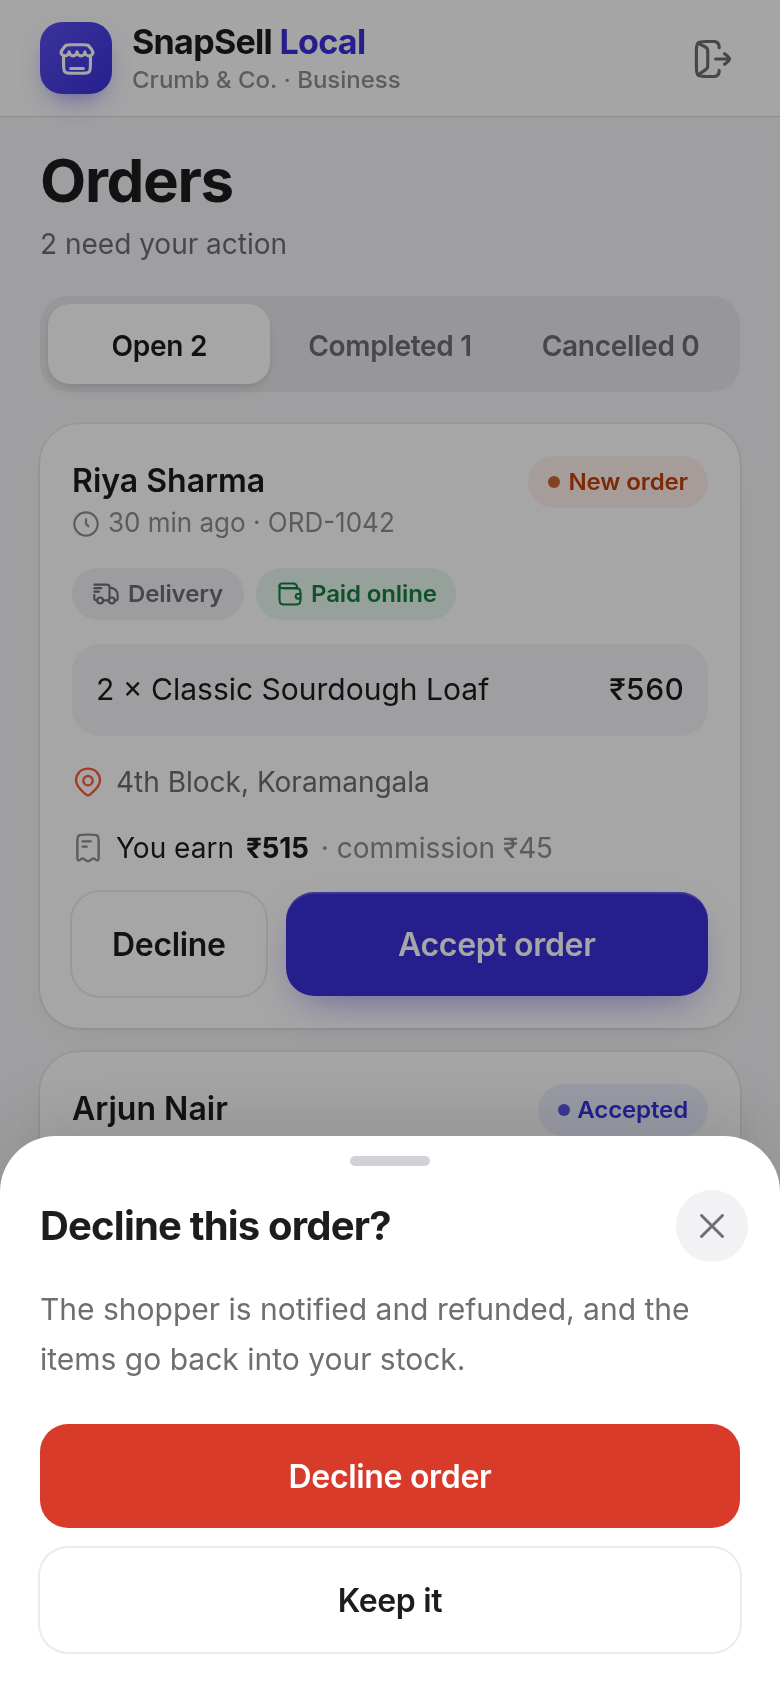 SnapSell Local
Crumb & Co. · Business
Orders
2 need your action
Open 2
Completed 1
Cancelled 0
Riya Sharma
New order
30 min ago · ORD-1042
Delivery
Paid online
2 × Classic Sourdough Loaf
₹560
4th Block, Koramangala
You earn ₹515 · commission ₹45
Decline
Accept order
Arjun Nair
Accepted
Decline this order?
The shopper is notified and refunded, and the
items go back into your stock.
Decline order
Keep it